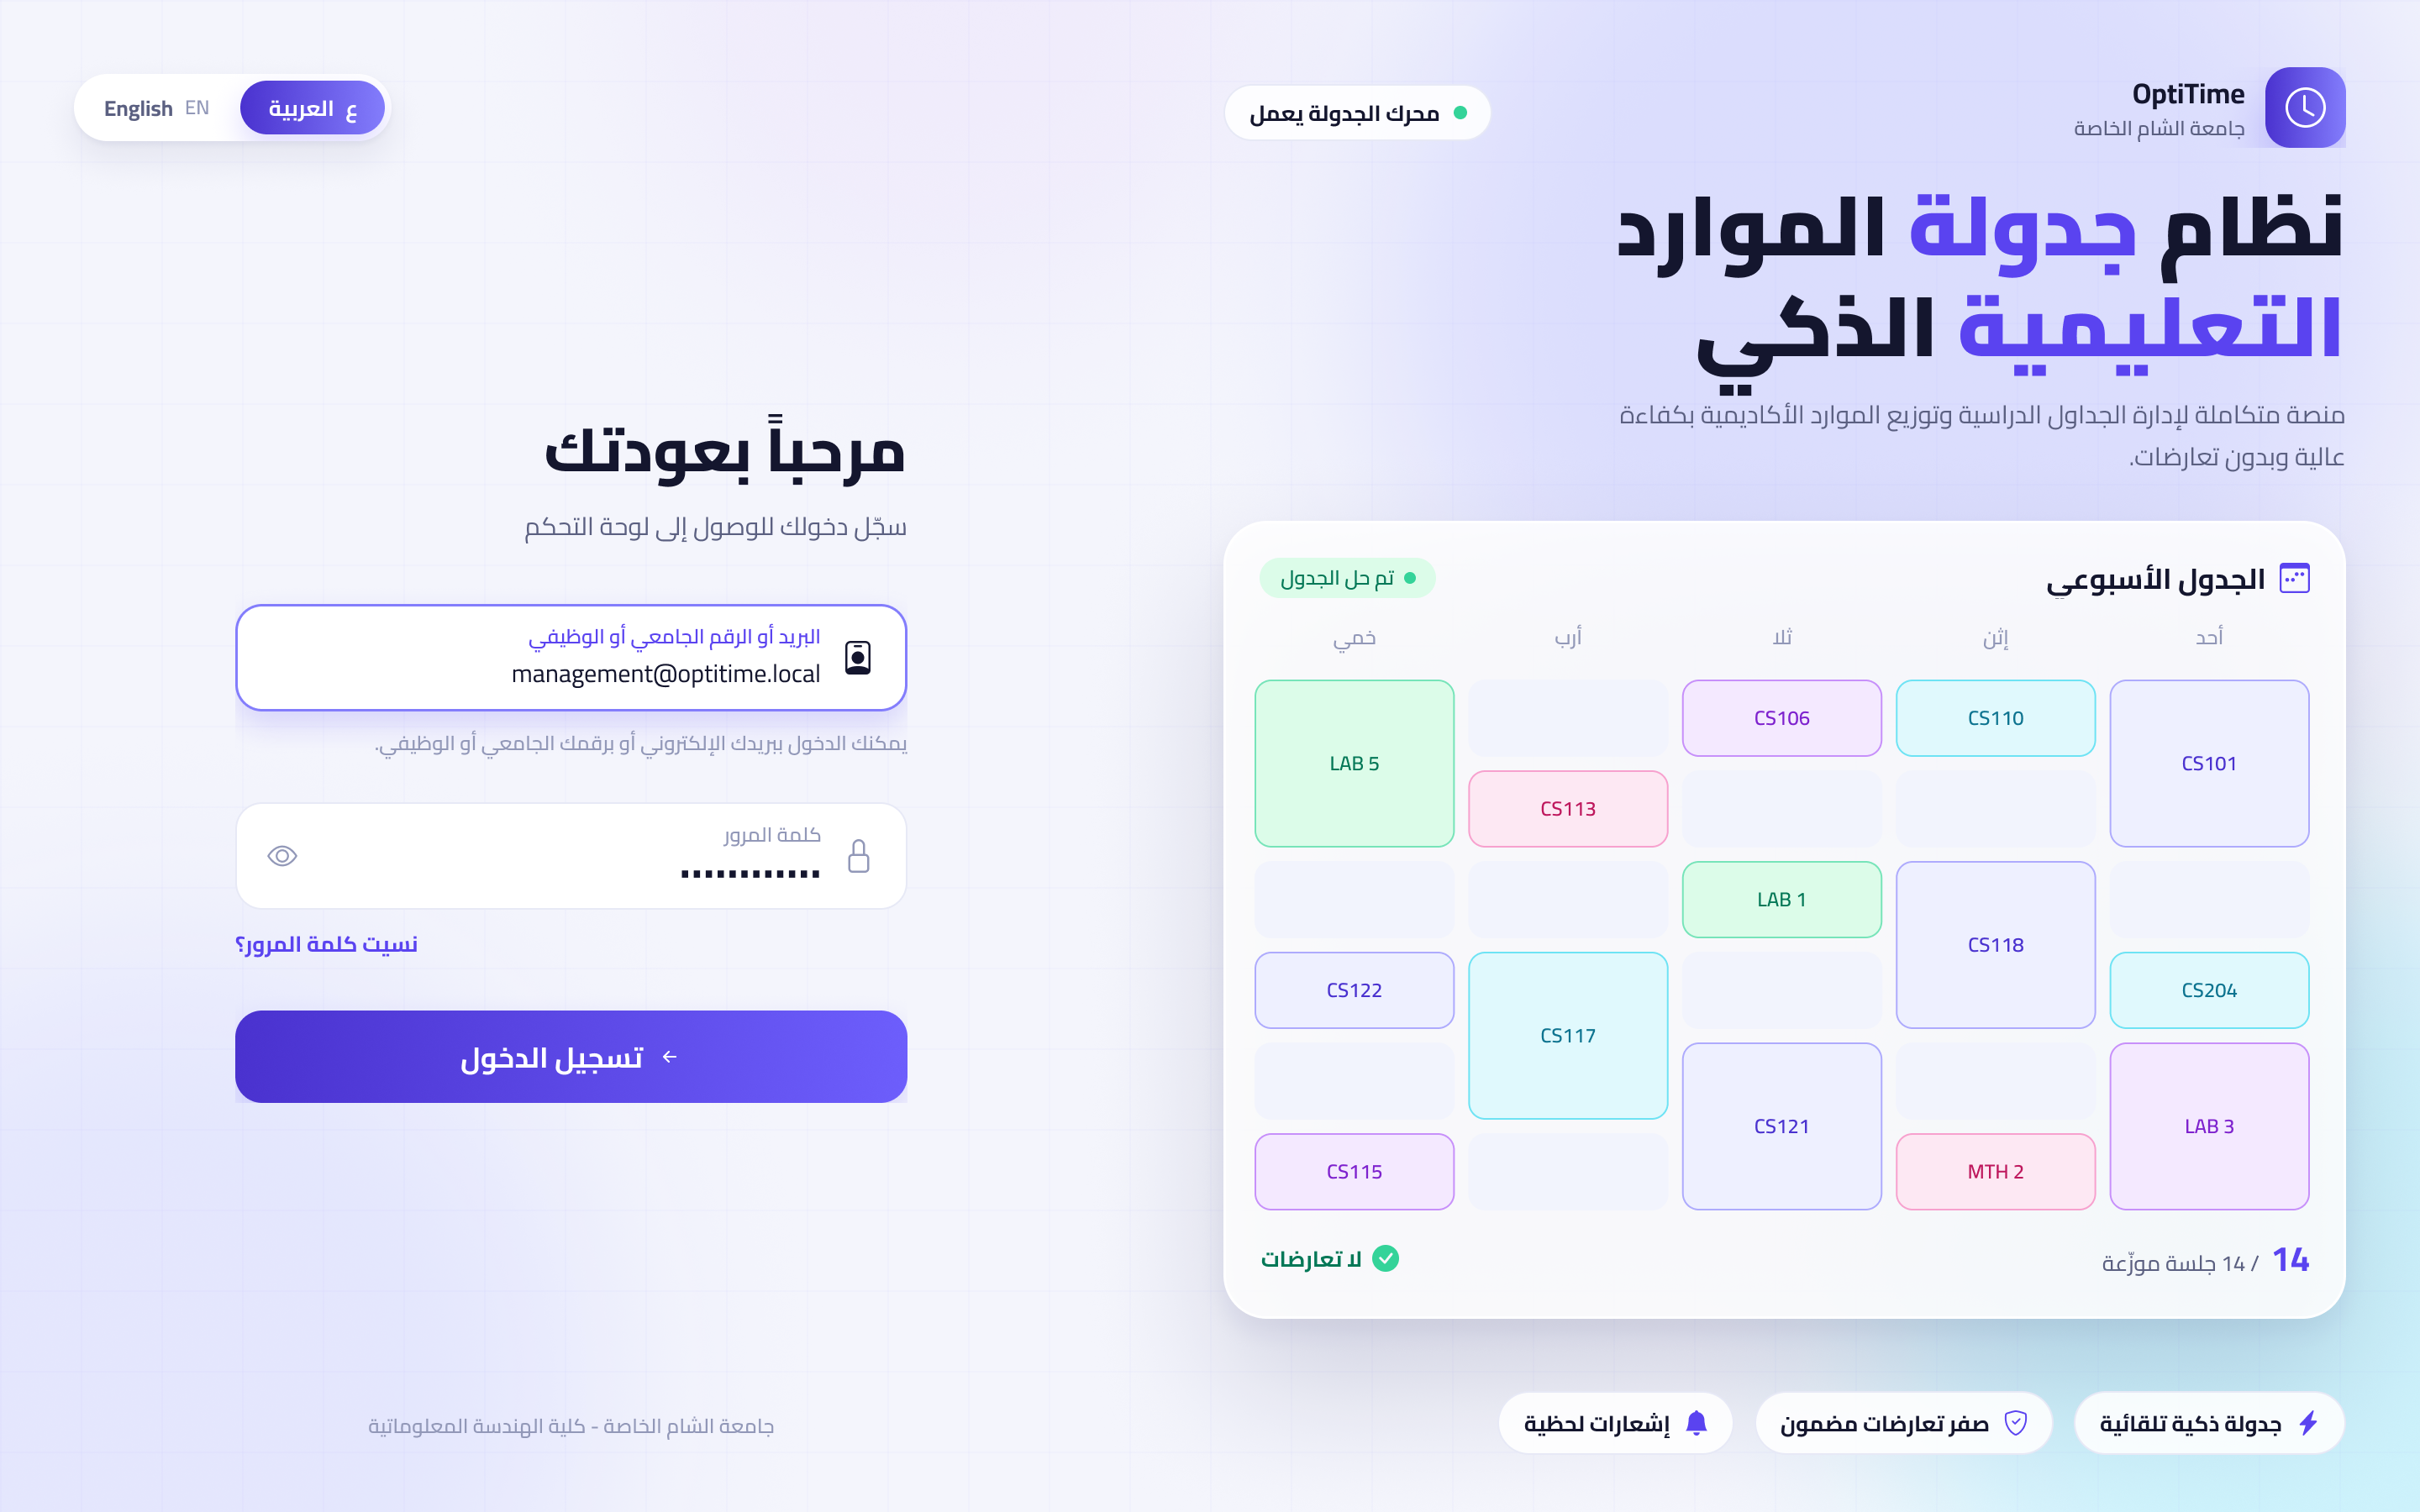 OptiTime
جامعة الشام الخاصة
محرك الجدولة يعمل
ع العربية
EN English
نظام جدولة الموارد
التعليمية الذكي
منصة متكاملة لإدارة الجداول الدراسية وتوزيع الموارد الأكاديمية بكفاءة
عالية وبدون تعارضات.
الجدول الأسبوعي
تم حل الجدول
أحد إثن ثلا أرب خمي
CS101 CS110 CS106 LAB 5
CS113
CS118 LAB 1
CS204 CS117 CS122
LAB 3 CS121
MTH 2 CS115
14 / 14 جلسة موزّعة
لا تعارضات
جدولة ذكية تلقائية
صفر تعارضات مضمون
إشعارات لحظية
مرحباً بعودتك
سجّل دخولك للوصول إلى لوحة التحكم
البريد أو الرقم الجامعي أو الوظيفي
management@optitime.local
يمكنك الدخول ببريدك الإلكتروني أو برقمك الجامعي أو الوظيفي.
كلمة المرور
نسيت كلمة المرور؟
تسجيل الدخول
جامعة الشام الخاصة - كلية الهندسة المعلوماتية